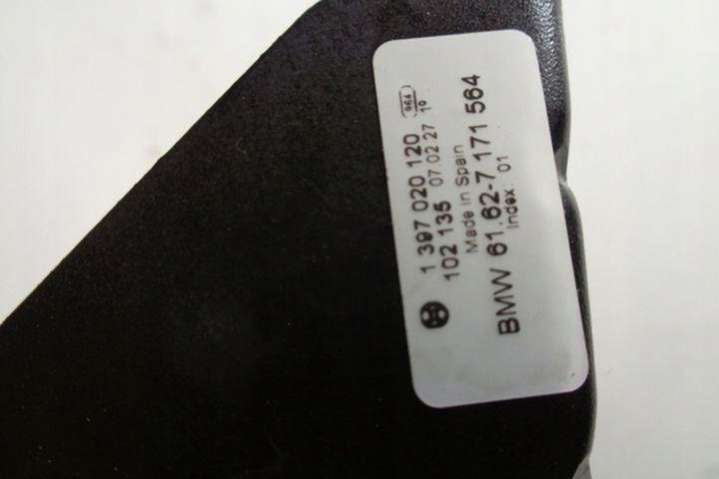 1 397 020 120
964
102 135 07 02 27 19
Made in Spain
BMW 61.62-7 171 564
Index 01